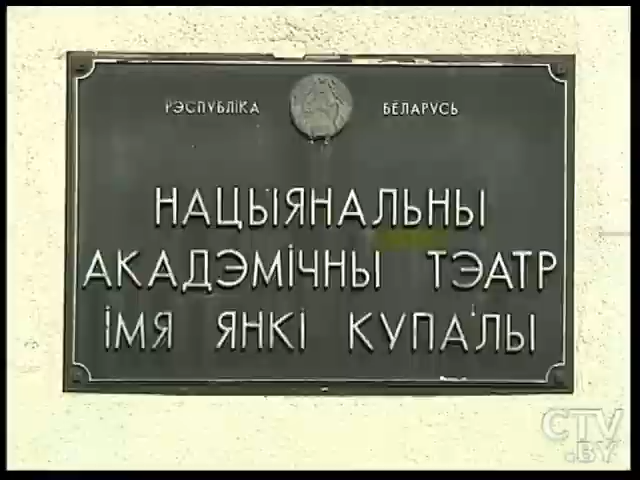 РЭСПУБЛІКА БЕЛАРУСЬ
НАЦЫЯНАЛЬНЫ
АКАДЭМІЧНЫ ТЭАТР
ІМЯ ЯНКІ КУПАЛЫ
CTV
.BY